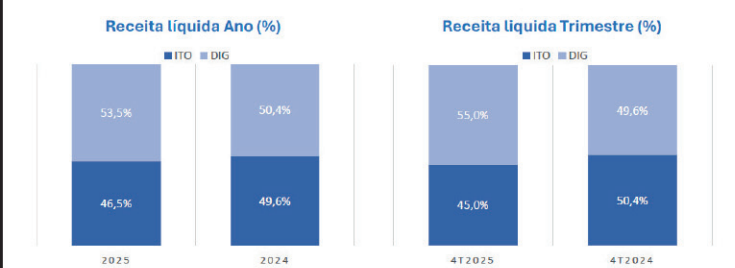 Receita líquida Ano (%)
ITO DIG
53,5%
50,4%
46,5%
49,6%
2025
2024
Receita liquida Trimestre (%)
ITO DIG
55,0%
49,6%
45,0%
50,4%
4T2025
4T2024